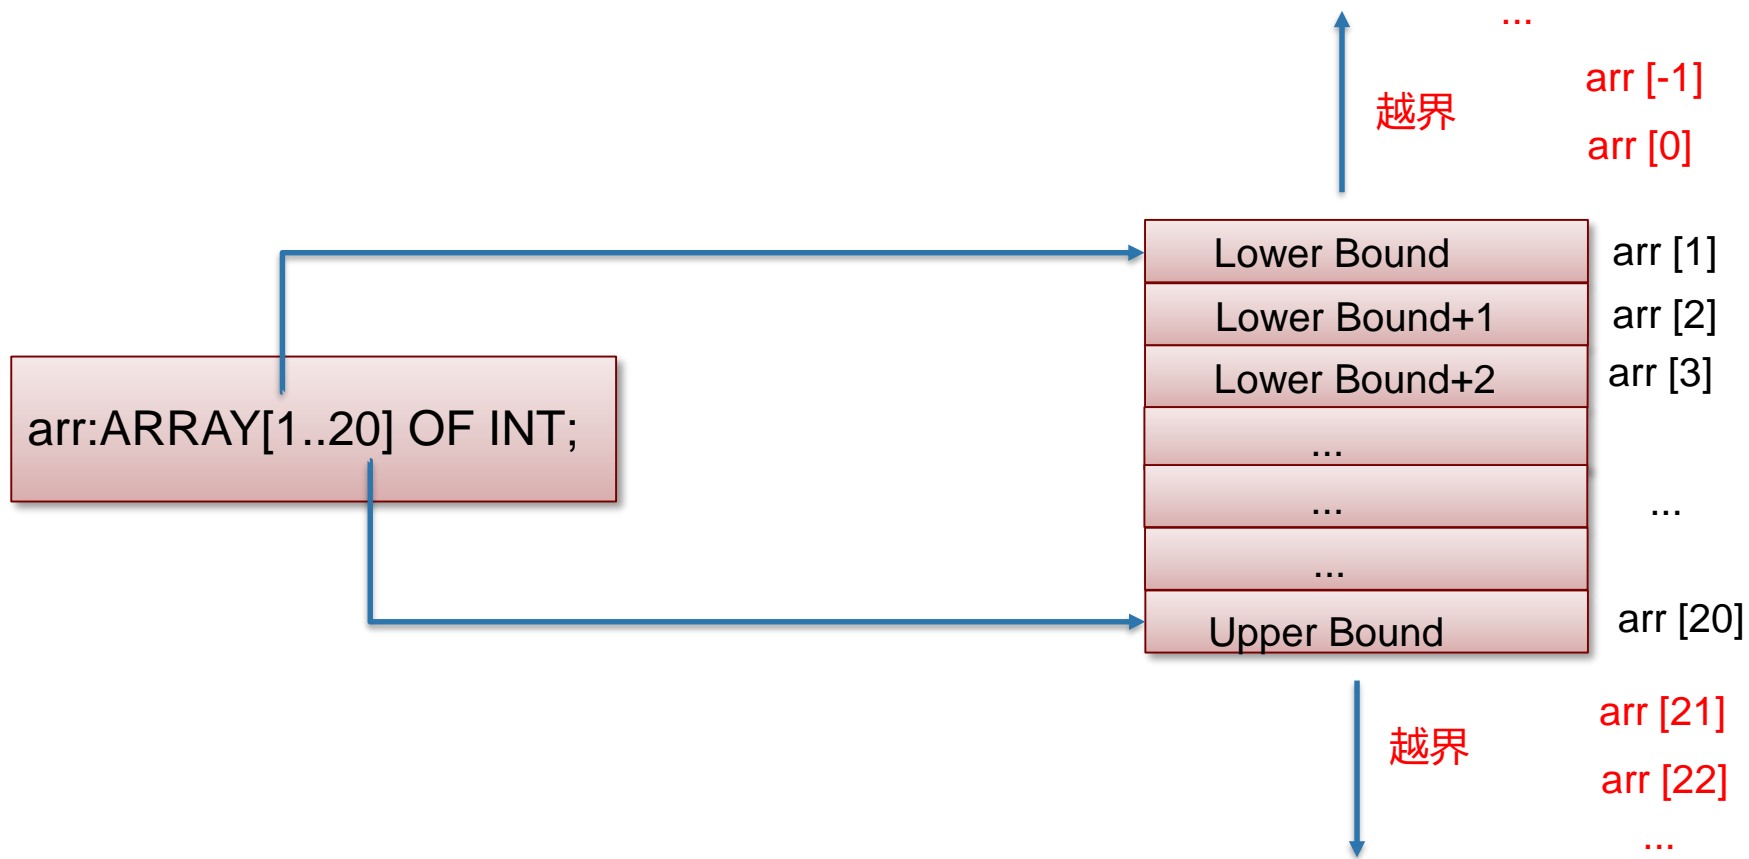 ...
arr [-1]
越界
arr [0]
Lower Bound
arr [1]
Lower Bound+1
arr [2]
Lower Bound+2
arr [3]
arr:ARRAY[1..20] OF INT;
...
...
...
...
Upper Bound
arr [20]
arr [21]
越界
arr [22]
...